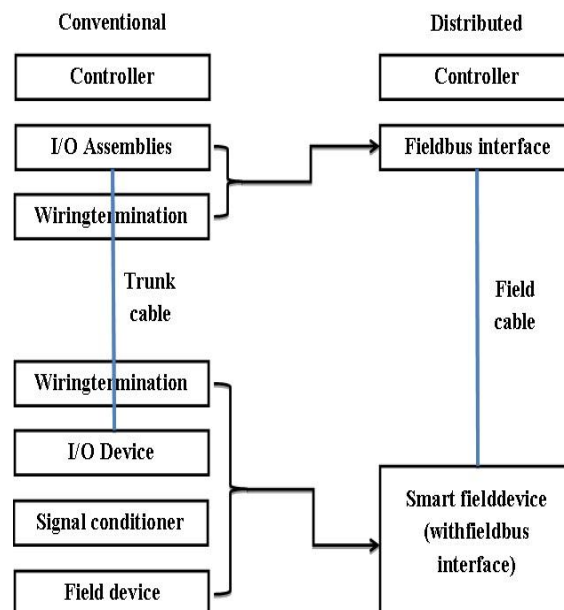 Conventional
Distributed
Controller
Controller
I/O Assemblies
Fieldbus interface
Wiringtermination
Trunk
cable
Field
cable
Wiringtermination
I/O Device
Signal conditioner
Field device
Smart fielddevice
(withfieldbus
interface)